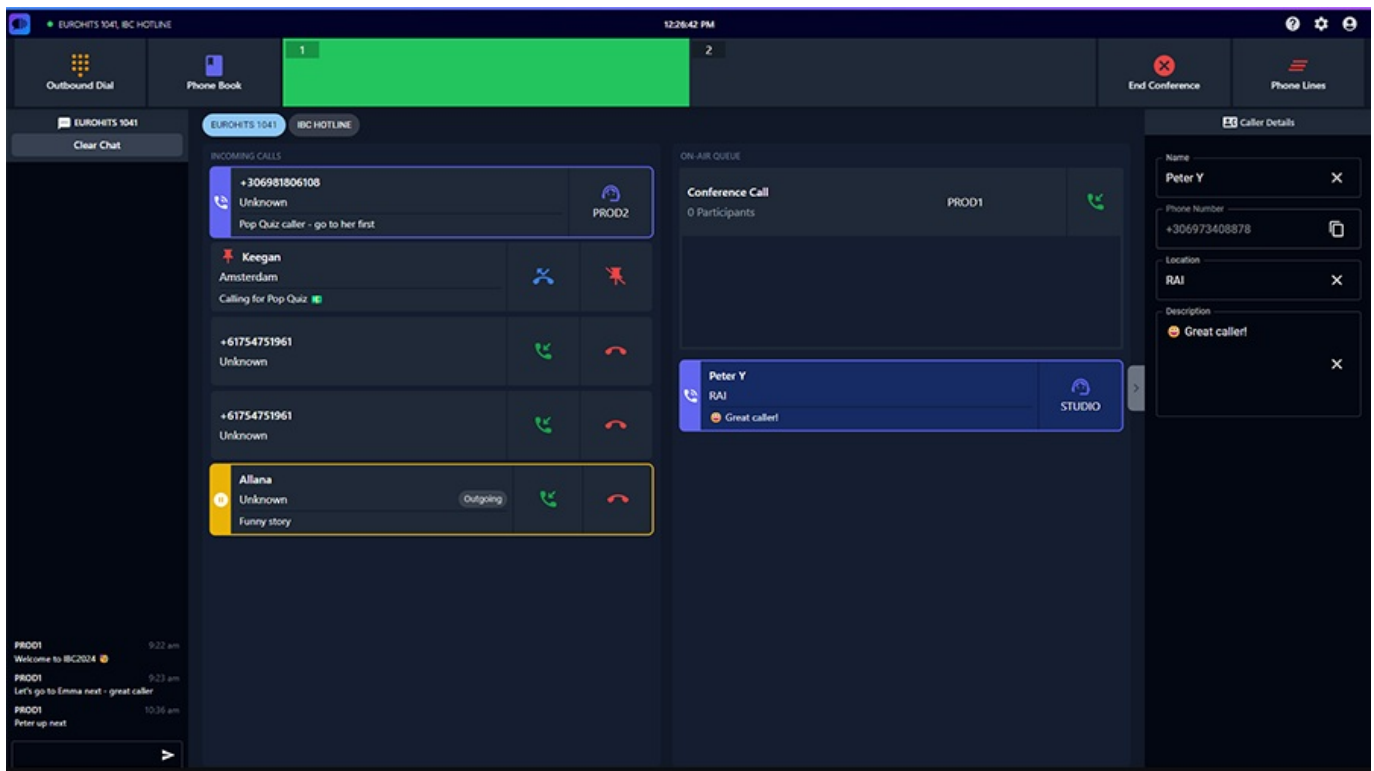 EUROHITS 1041, IBC HOTLINE
12:26:42 PM
Outbound Dial
Phone Book
1
2
End Conference
Phone Lines
EUROHITS 1041
Clear Chat
PROD1 9:22 am
Welcome to IBC2024
PROD1 9:23 am
Let's go to Emma next - great caller
PROD1 10:36 am
Peter up next
EUROHITS 1041
IBC HOTLINE
INCOMING CALLS
+306981806108
Unknown
Pop Quiz caller - go to her first
PROD2
Keegan
Amsterdam
Calling for Pop Quiz
+61754751961
Unknown
+61754751961
Unknown
Allana
Unknown
Outgoing
Funny story
ON-AIR QUEUE
Conference Call
0 Participants
PROD1
Peter Y
RAI
😀 Great caller!
STUDIO
Caller Details
Name
Peter Y
Phone Number
+306973408878
Location
RAI
Description
😀 Great caller!